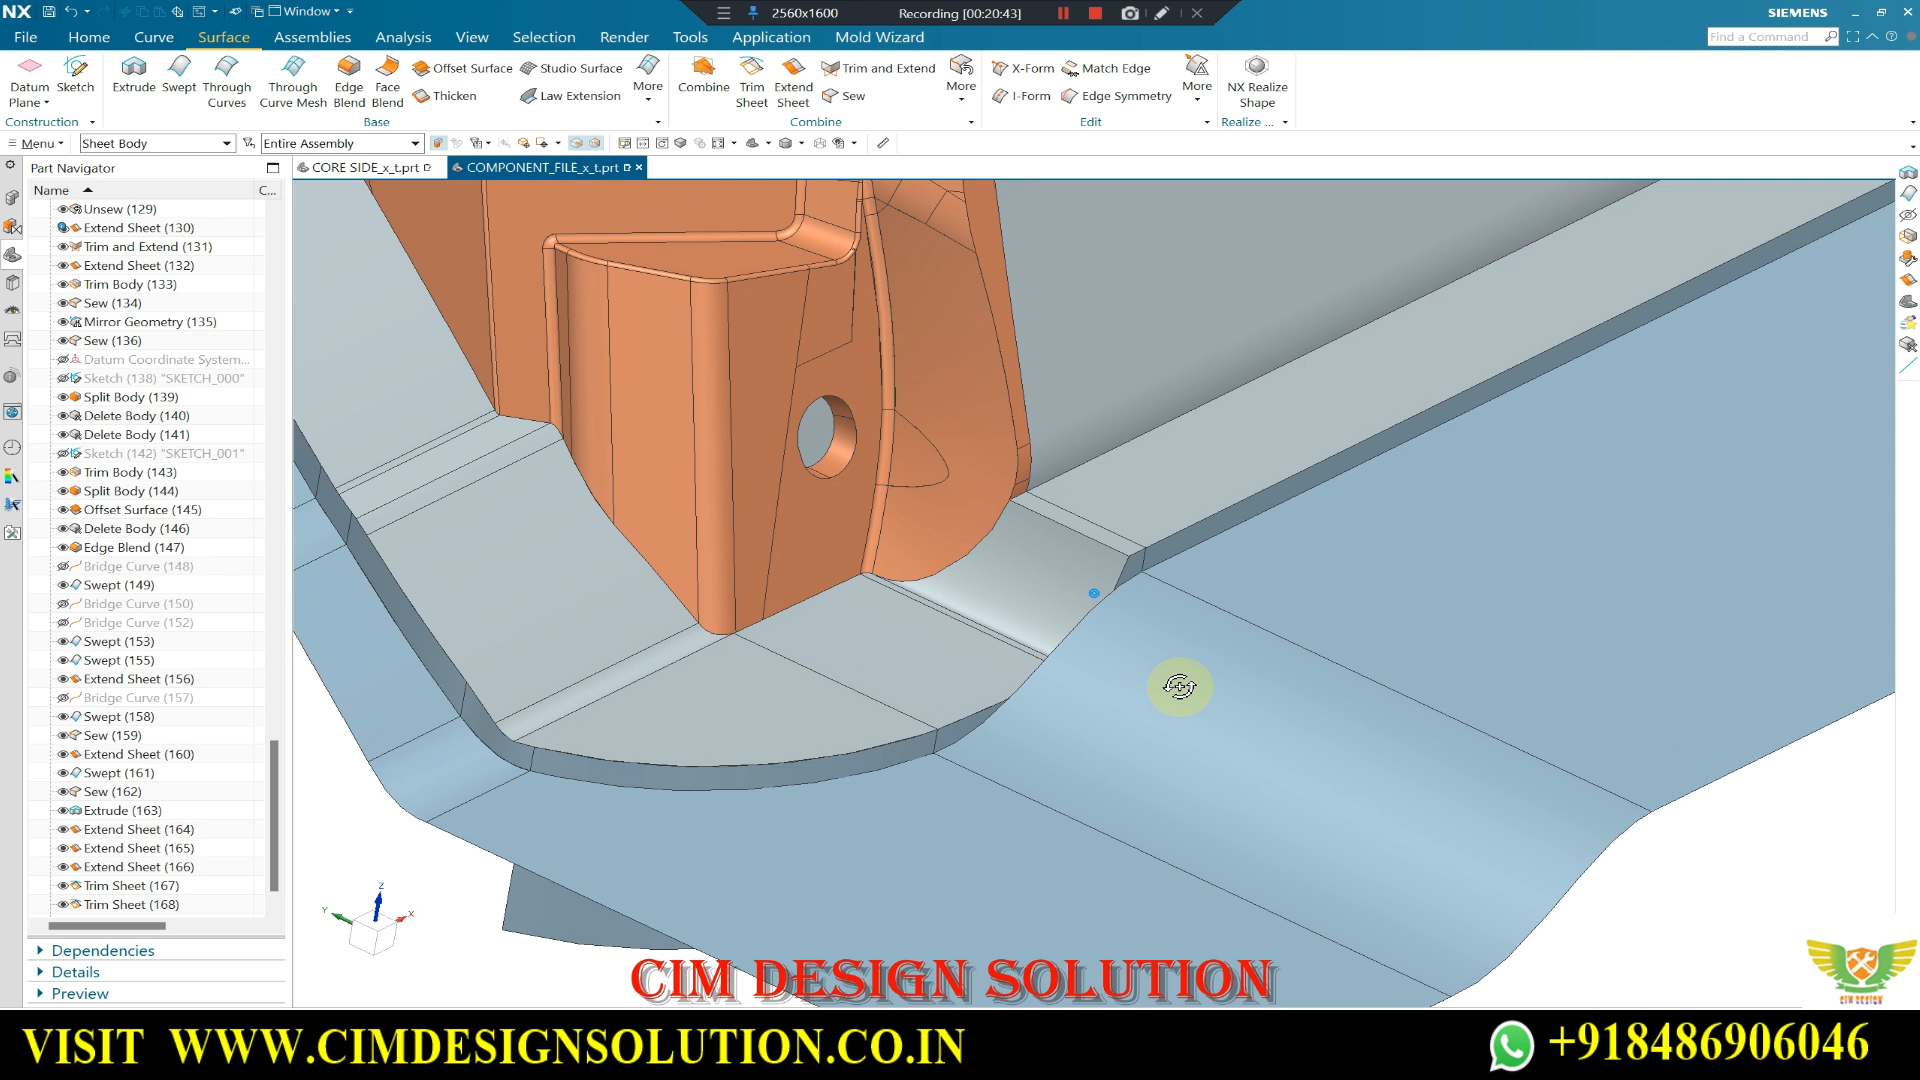 NX Window 2560x1600 Recording [00:20:43] SIEMENS
File Home Curve Surface Assemblies Analysis View Selection Render Tools Application Mold Wizard Find a Command
Datum Plane Sketch Extrude Swept Through Curves Through Curve Mesh Edge Blend Face Blend Offset Surface Studio Surface More Combine Trim Sheet Extend Sheet Trim and Extend More X-Form Match Edge More NX Realize Shape
Thicken Law Extension Sew I-Form Edge Symmetry
Construction Base Combine Edit Realize ...
Menu Sheet Body Entire Assembly
Part Navigator CORE SIDE_x_t.prt COMPONENT_FILE_x_t.prt
Name C...
Unsew (129)
Extend Sheet (130)
Trim and Extend (131)
Extend Sheet (132)
Trim Body (133)
Sew (134)
Mirror Geometry (135)
Sew (136)
Datum Coordinate System...
Sketch (138) "SKETCH_000"
Split Body (139)
Delete Body (140)
Delete Body (141)
Sketch (142) "SKETCH_001"
Trim Body (143)
Split Body (144)
Offset Surface (145)
Delete Body (146)
Edge Blend (147)
Bridge Curve (148)
Swept (149)
Bridge Curve (150)
Bridge Curve (152)
Swept (153)
Swept (155)
Extend Sheet (156)
Bridge Curve (157)
Swept (158)
Sew (159)
Extend Sheet (160)
Swept (161)
Sew (162)
Extrude (163)
Extend Sheet (164)
Extend Sheet (165)
Extend Sheet (166)
Trim Sheet (167)
Trim Sheet (168)
Z
Y X
Dependencies
Details
Preview
CIM DESIGN SOLUTION
CIM DESIGN
VISIT WWW.CIMDESIGNSOLUTION.CO.IN +918486906046